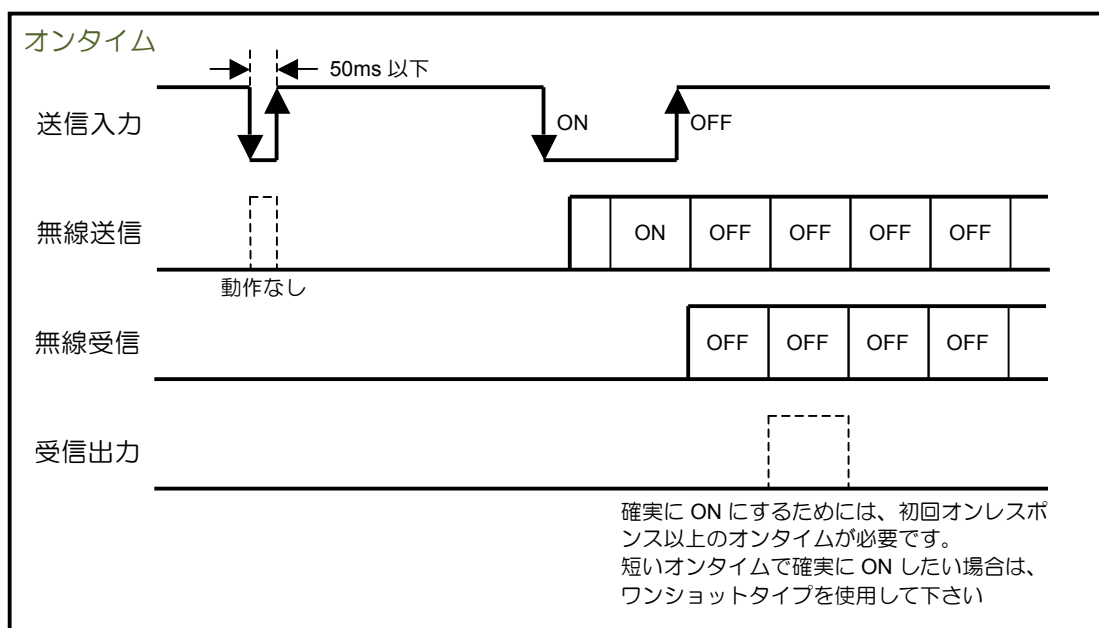 オンタイム
50ms 以下
送信入力
ON
OFF
無線送信
ON OFF OFF OFF OFF
動作なし
無線受信
OFF OFF OFF OFF
受信出力
確実に ON にするためには、初回オンレスポ
ンス以上のオンタイムが必要です。
短いオンタイムで確実に ON したい場合は、
ワンショットタイプを使用して下さい